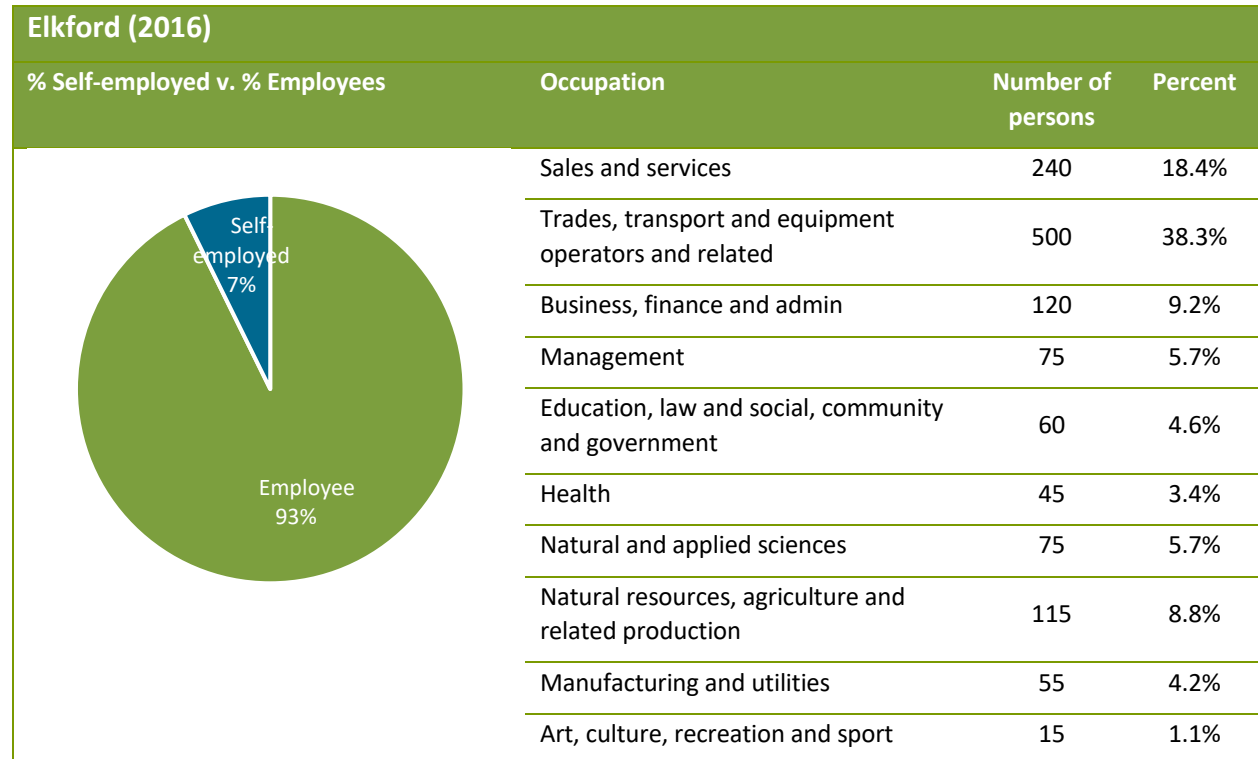 Elkford (2016)
% Self-employed v. % Employees Occupation Number of persons Percent
Self-
employed
7%
Employee
93%
Sales and services 240 18.4%
Trades, transport and equipment
operators and related 500 38.3%
Business, finance and admin 120 9.2%
Management 75 5.7%
Education, law and social, community
and government 60 4.6%
Health 45 3.4%
Natural and applied sciences 75 5.7%
Natural resources, agriculture and
related production 115 8.8%
Manufacturing and utilities 55 4.2%
Art, culture, recreation and sport 15 1.1%